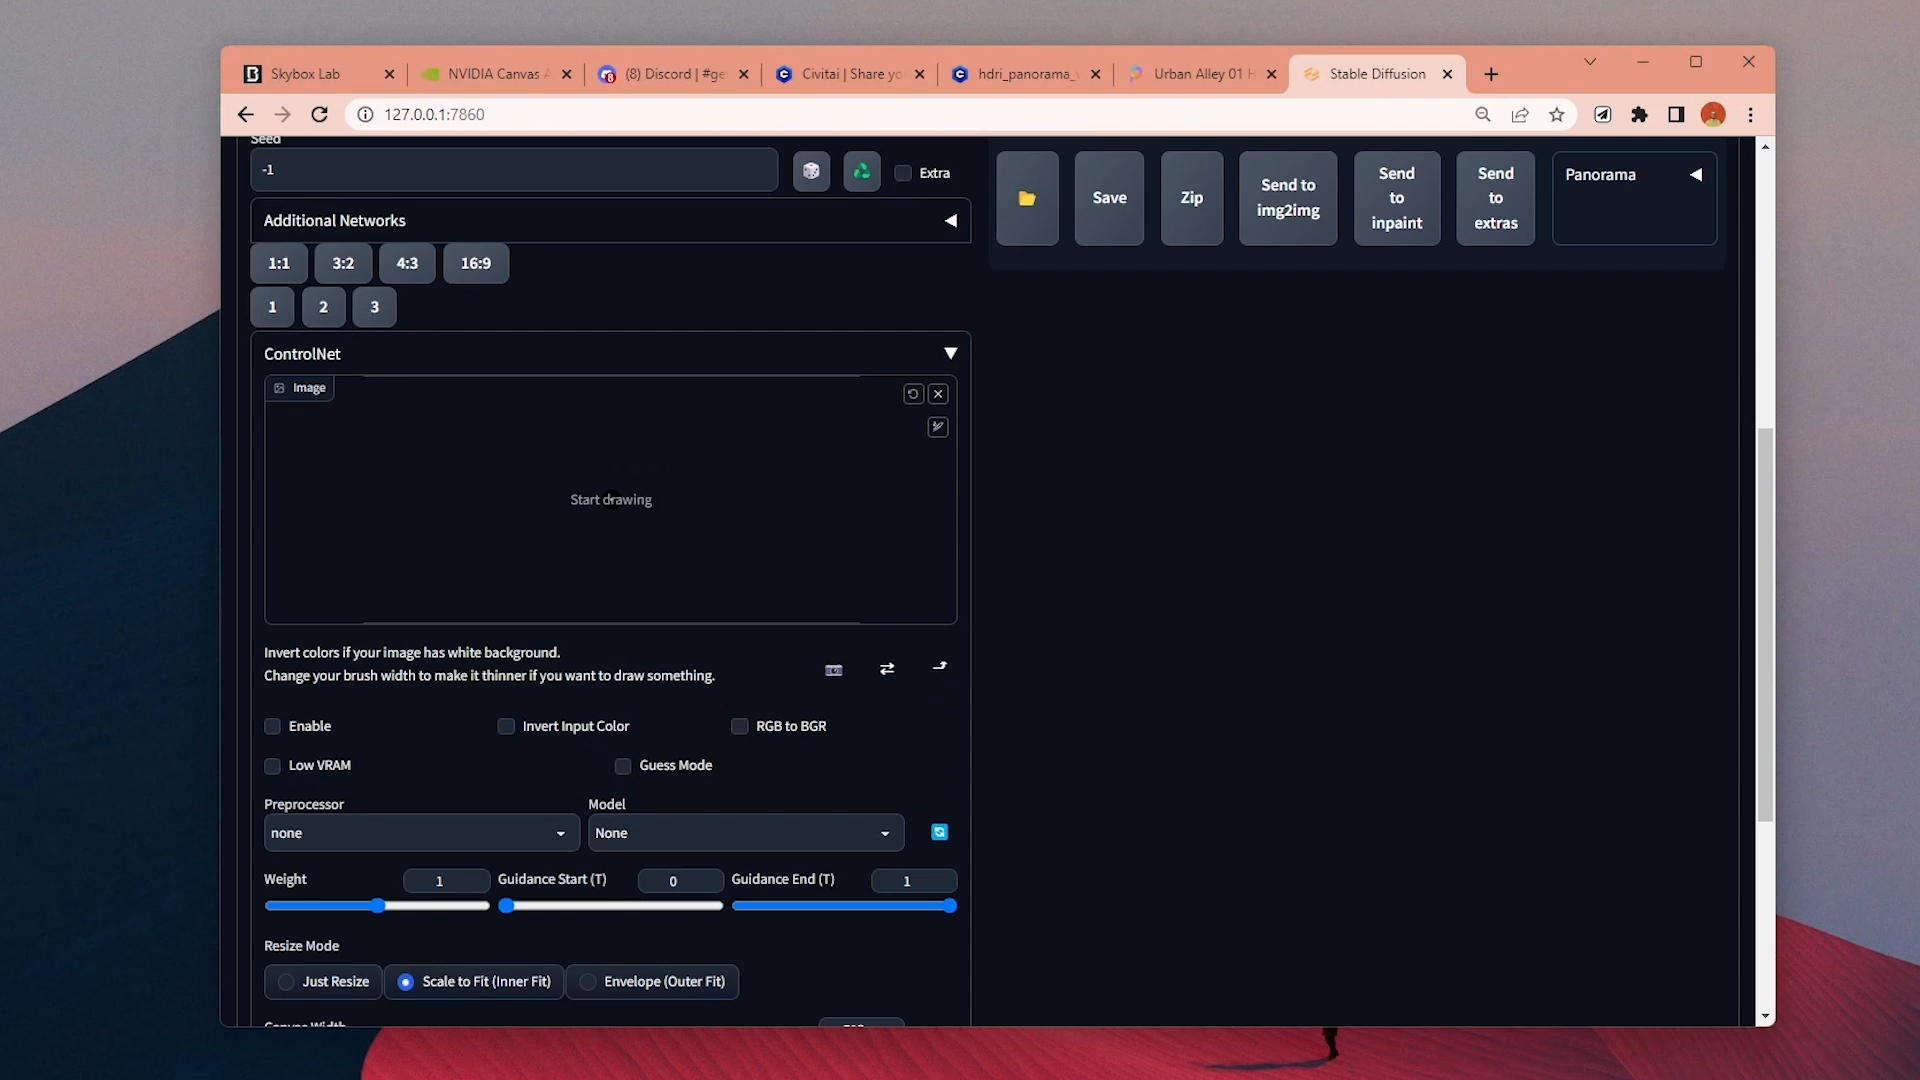 Skybox Lab
NVIDIA Canvas
(8) Discord | #ge
Civitai | Share yo
hdri_panorama_
Urban Alley 01 H
Stable Diffusion
127.0.0.1:7860
Seed
-1
Extra
Additional Networks
1:1
3:2
4:3
16:9
1
2
3
Save
Zip
Send to
img2img
Send
to
inpaint
Send
to
extras
Panorama
ControlNet
Image
Start drawing
Invert colors if your image has white background.
Change your brush width to make it thinner if you want to draw something.
Enable
Invert Input Color
RGB to BGR
Low VRAM
Guess Mode
Preprocessor
none
Model
None
Weight
1
Guidance Start (T)
0
Guidance End (T)
1
Resize Mode
Just Resize
Scale to Fit (Inner Fit)
Envelope (Outer Fit)
Canvas Width